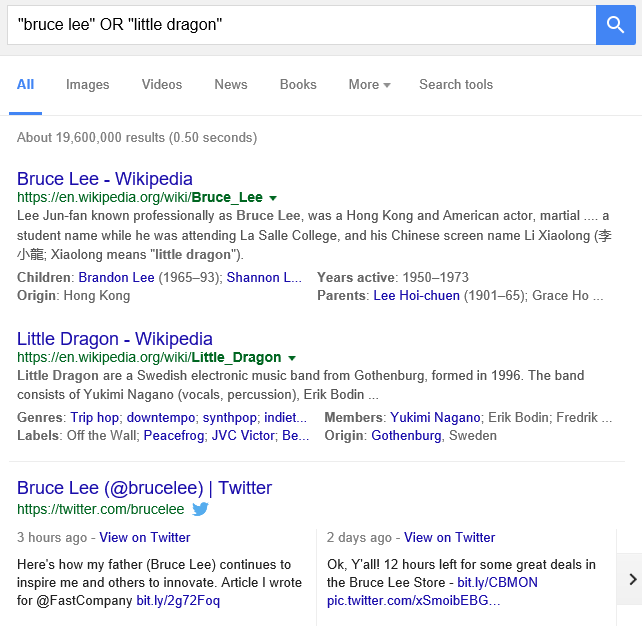 "bruce lee" OR "little dragon"
All Images Videos News Books More Search tools
About 19,600,000 results (0.50 seconds)
Bruce Lee - Wikipedia
https://en.wikipedia.org/wiki/Bruce_Lee
Lee Jun-fan known professionally as Bruce Lee, was a Hong Kong and American actor, martial .... a
student name while he was attending La Salle College, and his Chinese screen name Li Xiaolong (李
小龍; Xiaolong means "little dragon").
Children: Brandon Lee (1965–93); Shannon L... Years active: 1950–1973
Origin: Hong Kong Parents: Lee Hoi-chuen (1901–65); Grace Ho ...
Little Dragon - Wikipedia
https://en.wikipedia.org/wiki/Little_Dragon
Little Dragon are a Swedish electronic music band from Gothenburg, formed in 1996. The band
consists of Yukimi Nagano (vocals, percussion), Erik Bodin ...
Genres: Trip hop; downtempo; synthpop; indiet... Members: Yukimi Nagano; Erik Bodin; Fredrik ...
Labels: Off the Wall; Peacefrog; JVC Victor; Be... Origin: Gothenburg, Sweden
Bruce Lee (@brucelee) | Twitter
https://twitter.com/brucelee
3 hours ago - View on Twitter
Here's how my father (Bruce Lee) continues to
inspire me and others to innovate. Article I wrote
for @FastCompany bit.ly/2g72Foq
2 days ago - View on Twitter
Ok, Y'all! 12 hours left for some great deals in
the Bruce Lee Store - bit.ly/CBMON
pic.twitter.com/xSmoibEBG...